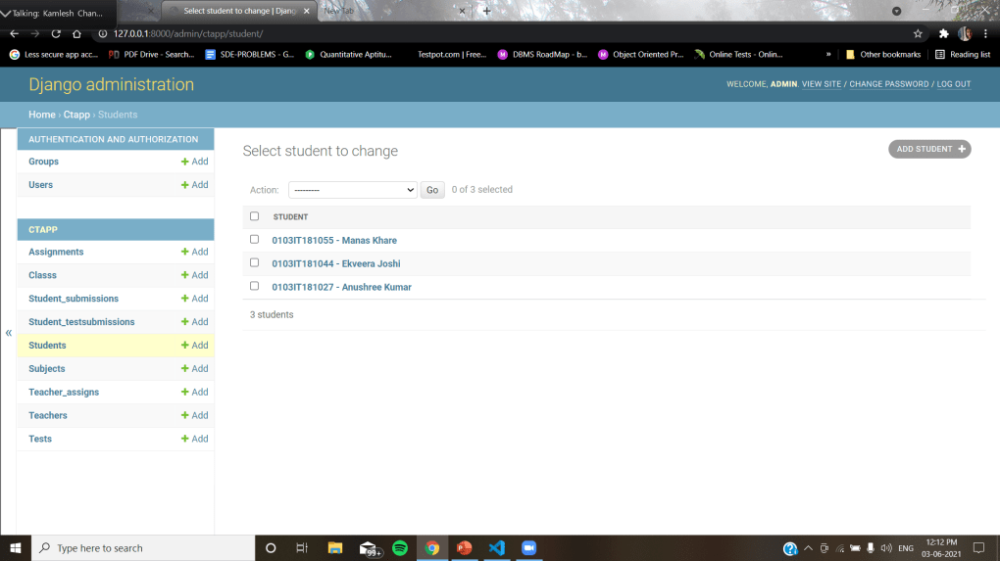 Talking: Kamlesh Chan...
Select student to change | Djang
New Tab
127.0.0.1:8000/admin/ctapp/student/
Less secure app acc...
PDF Drive - Search...
SDE-PROBLEMS - G...
Quantitative Aptitu...
Testpot.com | Free...
DBMS RoadMap - b...
Object Oriented Pr...
Online Tests - Onlin...
»
Other bookmarks
Reading list
Django administration
WELCOME, ADMIN. VIEW SITE / CHANGE PASSWORD / LOG OUT
Home › Ctapp › Students
AUTHENTICATION AND AUTHORIZATION
Groups + Add
Users + Add
CTAPP
Assignments + Add
Classs + Add
Student_submissions + Add
Student_testsubmissions + Add
Students + Add
Subjects + Add
Teacher_assigns + Add
Teachers + Add
Tests + Add
«
Select student to change
ADD STUDENT +
Action: --------- Go 0 of 3 selected
STUDENT
0103IT181055 - Manas Khare
0103IT181044 - Ekveera Joshi
0103IT181027 - Anushree Kumar
3 students
Type here to search
99+
ENG
12:12 PM
03-06-2021